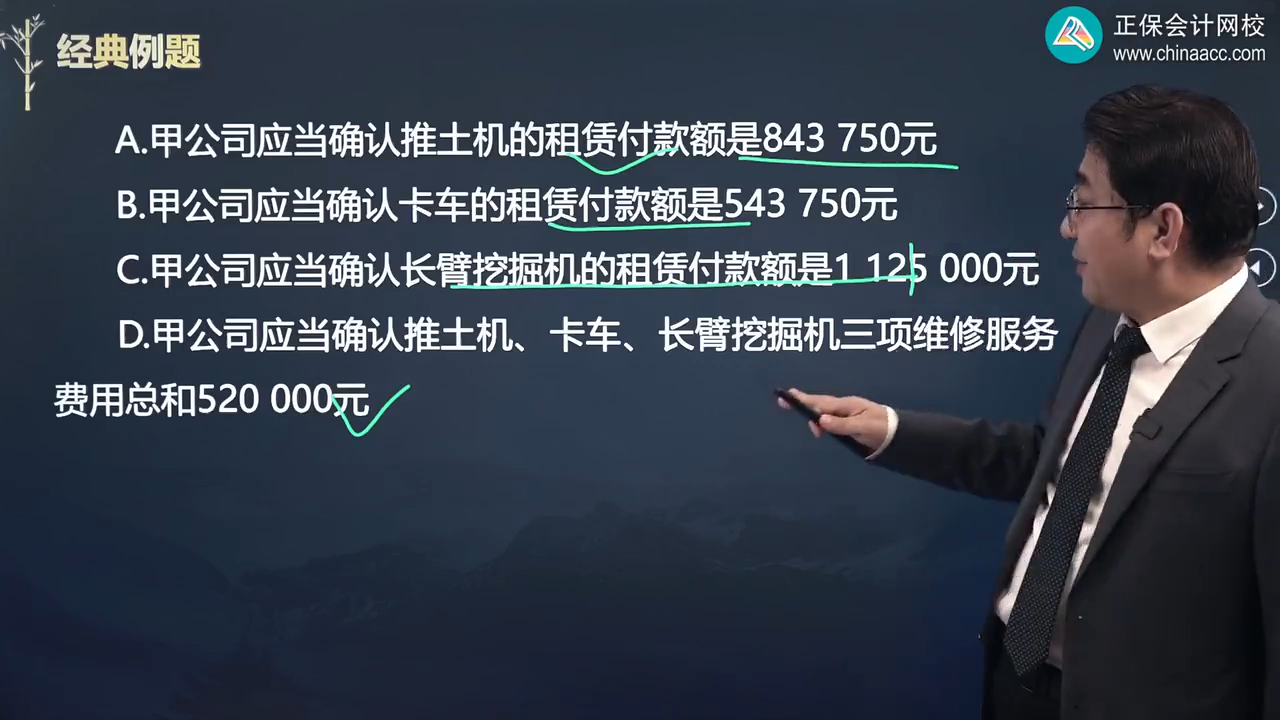 经典例题
正保会计网校
www.chinaacc.com
A.甲公司应当确认推土机的租赁付款额是843 750元
B.甲公司应当确认卡车的租赁付款额是543 750元
C.甲公司应当确认长臂挖掘机的租赁付款额是1 125 000元
D.甲公司应当确认推土机、卡车、长臂挖掘机三项维修服务
费用总和520 000元